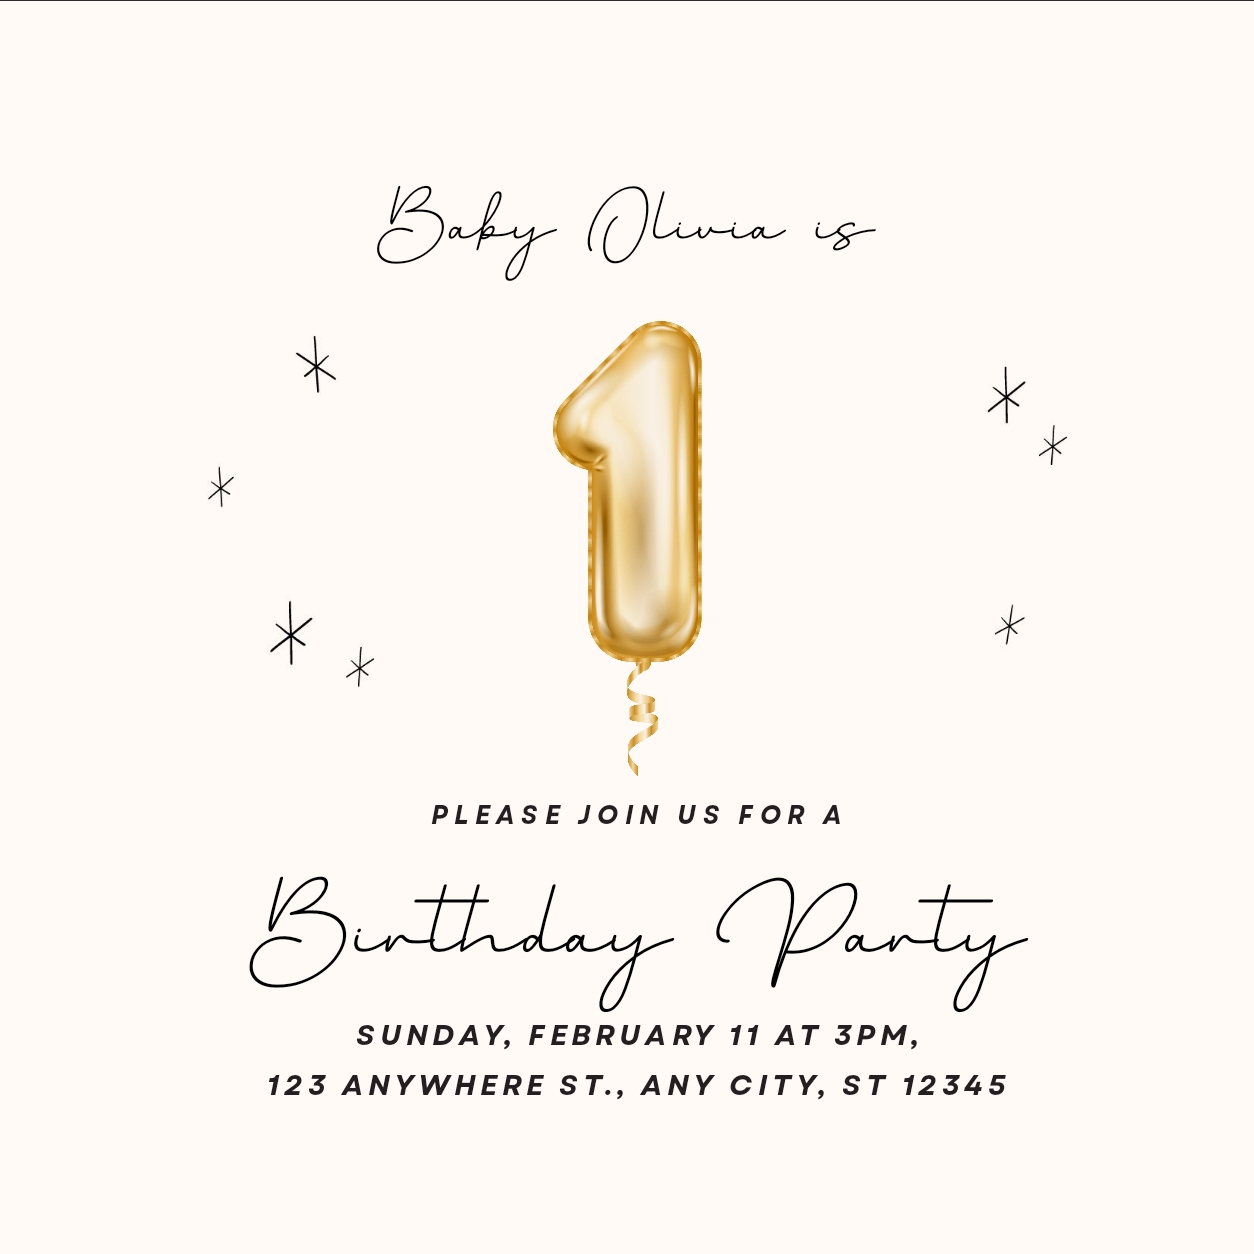 Baby Olivia is
1
PLEASE JOIN US FOR A
Birthday Party
SUNDAY, FEBRUARY 11 AT 3PM,
123 ANYWHERE ST., ANY CITY, ST 12345